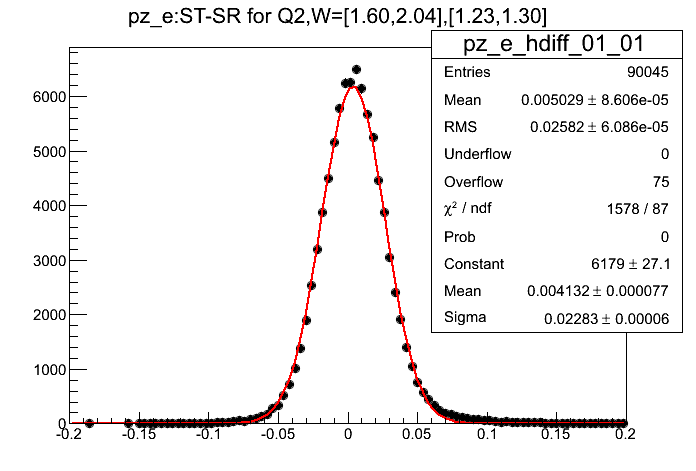 pz_e:ST-SR for Q2,W=[1.60,2.04],[1.23,1.30]
pz_e_hdiff_01_01
Entries 90045
Mean 0.005029 ± 8.606e-05
RMS 0.02582 ± 6.086e-05
Underflow 0
Overflow 75
χ² / ndf 1578 / 87
Prob 0
Constant 6179 ± 27.1
Mean 0.004132 ± 0.000077
Sigma 0.02283 ± 0.00006
6000
5000
4000
3000
2000
1000
0
-0.2 -0.15 -0.1 -0.05 0 0.05 0.1 0.15 0.2